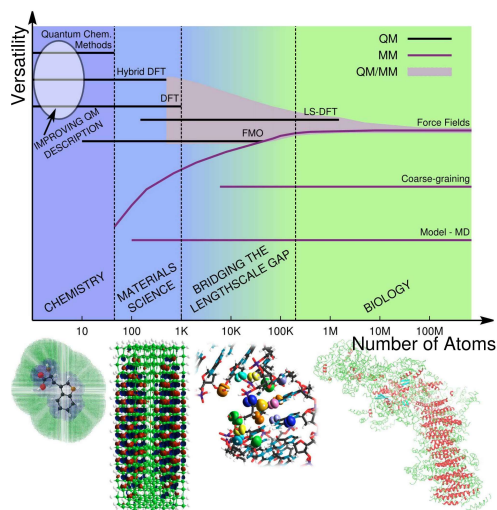 Versatility
Quantum Chem.
Methods
Hybrid DFT
DFT
LS-DFT
FMO
Force Fields
Coarse-graining
Model - MD
QM
MM
QM/MM
IMPROVING QM
DESCRIPTION
CHEMISTRY
MATERIALS
SCIENCE
BRIDGING THE
LENGTHSCALE GAP
BIOLOGY
10 100 1K 10K 100K 1M 10M 100M
Number of Atoms